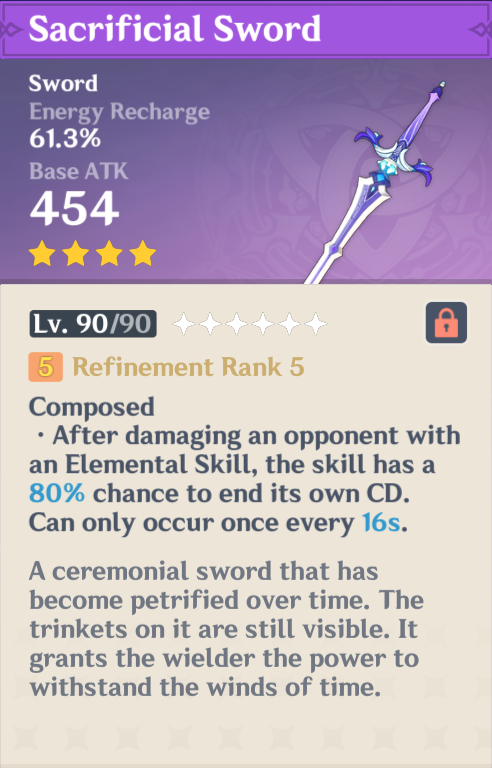 Sacrificial Sword
Sword
Energy Recharge
61.3%
Base ATK
454
Lv. 90/90
5 Refinement Rank 5
Composed
· After damaging an opponent with
an Elemental Skill, the skill has a
80% chance to end its own CD.
Can only occur once every 16s.
A ceremonial sword that has
become petrified over time. The
trinkets on it are still visible. It
grants the wielder the power to
withstand the winds of time.